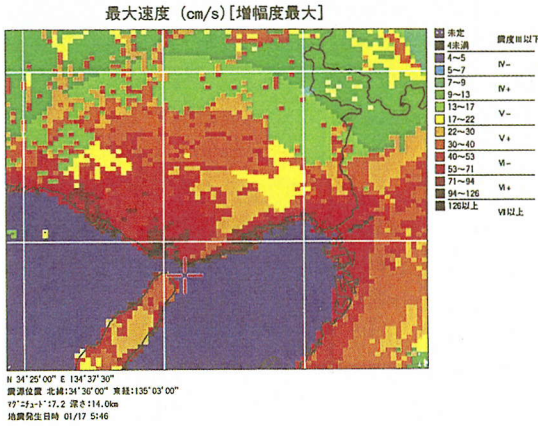 最大速度 (cm/s)[増幅度最大]
未定
4未満
震度Ⅲ以下
4〜5
5〜7
Ⅳ−
7〜9
9〜13
Ⅳ+
13〜17
17〜22
Ⅴ−
22〜30
30〜40
Ⅴ+
40〜53
53〜71
Ⅵ−
71〜94
94〜126
Ⅵ+
126以上
Ⅶ以上
N 34°25'00" E 134°37'30"
震源位置 北緯:34°36'00" 東経:135°03'00"
マグニチュード:7.2 深さ:14.0km
地震発生日時 01/17 5:46